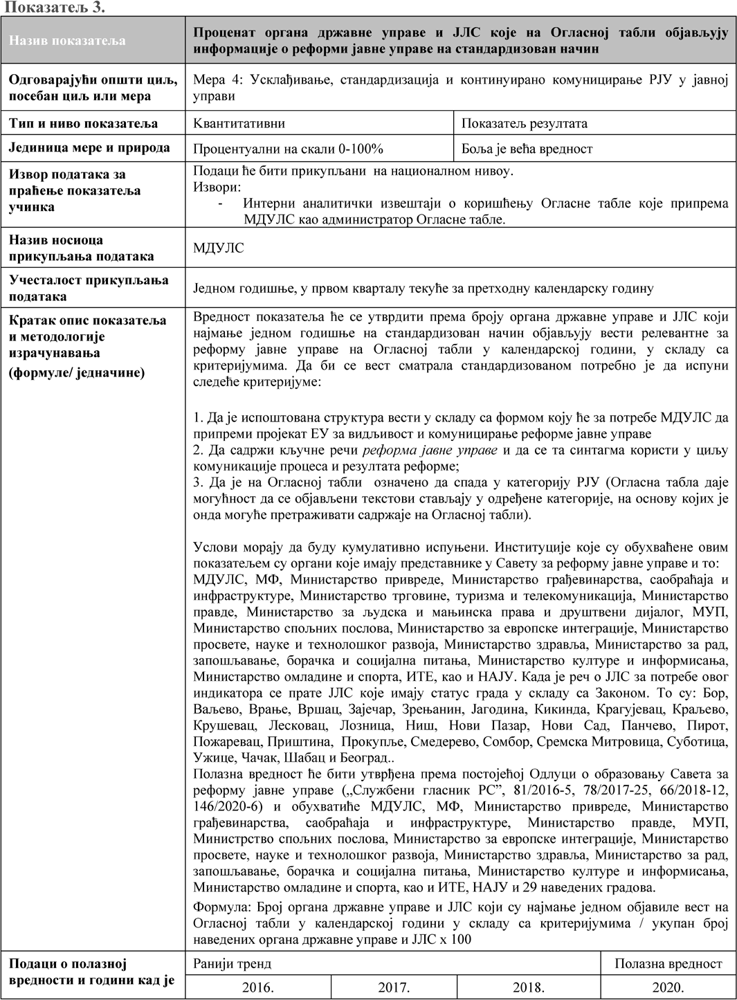 Показатељ 3.
Назив показатеља
Проценат органа државне управе и ЈЛС које на Огласној табли објављују
информације о реформи јавне управе на стандардизован начин
Одговарајући општи циљ,
посебан циљ или мера
Мера 4: Усклађивање, стандардизација и континуирано комуницирање РЈУ у јавној
управи
Тип и ниво показатеља
Квантитативни
Показатељ резултата
Јединица мере и природа
Процентуални на скали 0-100%
Боља је већа вредност
Извор података за
праћење показатеља
учинка
Подаци ће бити прикупљани на националном нивоу.
Извори:
- Интерни аналитички извештаји о коришћењу Огласне табле које припрема
МДУЛС као администратор Огласне табле.
Назив носиоца
прикупљања података
МДУЛС
Учесталост прикупљања
података
Једном годишње, у првом кварталу текуће за претходну календарску годину
Кратак опис показатеља
и методологије
израчунавања
(формуле/ једначине)
Вредност показатеља ће се утврдити према броју органа државне управе и ЈЛС који
најмање једном годишње на стандардизован начин објављују вести релевантне за
реформу јавне управе на Огласној табли у календарској години, у складу са
критеријумима. Да би се вест сматрала стандардизованом потребно је да испуни
следеће критеријуме:
1. Да је испоштована структура вести у складу са формом коју ће за потребе МДУЛС да
припреми пројекат ЕУ за видљивост и комуницирање реформе јавне управе
2. Да садржи кључне речи реформа јавне управе и да се та синтагма користи у циљу
комуникације процеса и резултата реформе;
3. Да је на Огласној табли означено да спада у категорију РЈУ (Огласна табла даје
могућност да се објављени текстови стављају у одређене категорије, на основу којих је
онда могуће претраживати садржаје на Огласној табли).
Услови морају да буду кумулативно испуњени. Институције које су обухваћене овим
показатељем су органи које имају представнике у Савету за реформу јавне управе и то:
МДУЛС, МФ, Министарство привреде, Министарство грађевинарства, саобраћаја и
инфраструктуре, Министарство трговине, туризма и телекомуникација, Министарство
правде, Министарство за људска и мањинска права и друштвени дијалог, МУП,
Министарство спољних послова, Министарство за европске интеграције, Министарство
просвете, науке и технолошког развоја, Министарство здравља, Министарство за рад,
запошљавање, борачка и социјална питања, Министарство културе и информисања,
Министарство омладине и спорта, ИТЕ, као и НАЈУ. Када је реч о ЈЛС за потребе овог
индикатора се прате ЈЛС које имају статус града у складу са Законом. То су: Бор,
Ваљево, Врање, Вршац, Зајечар, Зрењанин, Јагодина, Кикинда, Крагујевац, Краљево,
Крушевац, Лесковац, Лозница, Ниш, Нови Пазар, Нови Сад, Панчево, Пирот,
Пожаревац, Приштина, Прокупље, Смедерево, Сомбор, Сремска Митровица, Суботица,
Ужице, Чачак, Шабац и Београд..
Полазна вредност ће бити утврђена према постојећој Одлуци о образовању Савета за
реформу јавне управе („Службени гласник РС”, 81/2016-5, 78/2017-25, 66/2018-12,
146/2020-6) и обухватиће МДУЛС, МФ, Министарство привреде, Министарство
грађевинарства, саобраћаја и инфраструктуре, Министарство правде, МУП,
Министрство спољних послова, Министарство за европске интеграције, Министарство
просвете, науке и технолошког развоја, Министарство здравља, Министарство за рад,
запошљавање, борачка и социјална питања, Министарство културе и информисања,
Министарство омладине и спорта, као и ИТЕ, НАЈУ и 29 наведених градова.
Формула: Број органа државне управе и ЈЛС који су најмање једном објавиле вест на
Огласној табли у календарској години у складу са критеријумима / укупан број
наведених органа државне управе и ЈЛС х 100
Подаци о полазној
вредности и години кад је
Ранији тренд
Полазна вредност
2016.
2017.
2018.
2020.